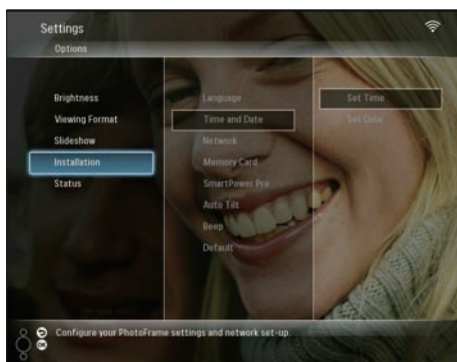 Settings
Options
Brightness
Viewing Format
Slideshow
Installation
Status
Language
Time and Date
Network
Memory Card
SmartPower Pro
Auto Tilt
Beep
Default
Set Time
Set Date
OK
Configure your PhotoFrame settings and network set-up.